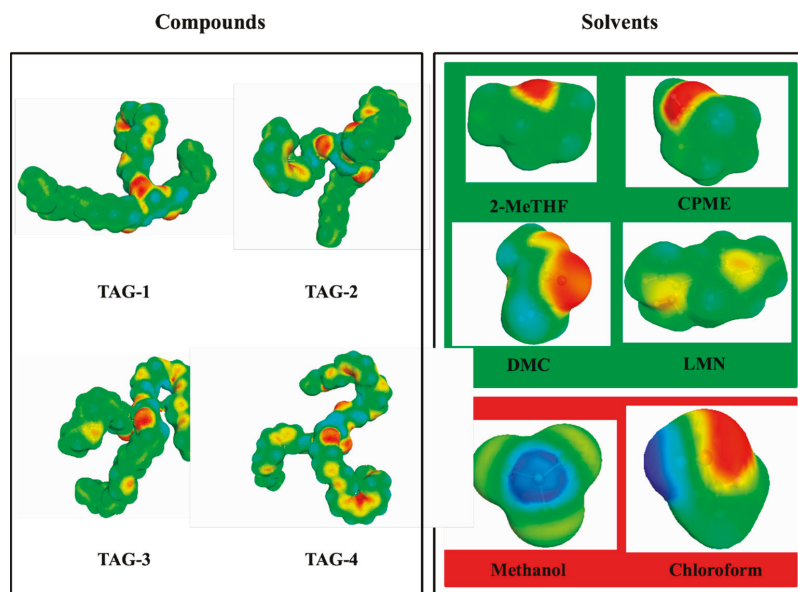 Compounds
Solvents
TAG-1
TAG-2
TAG-3
TAG-4
2-MeTHF
CPME
DMC
LMN
Methanol
Chloroform